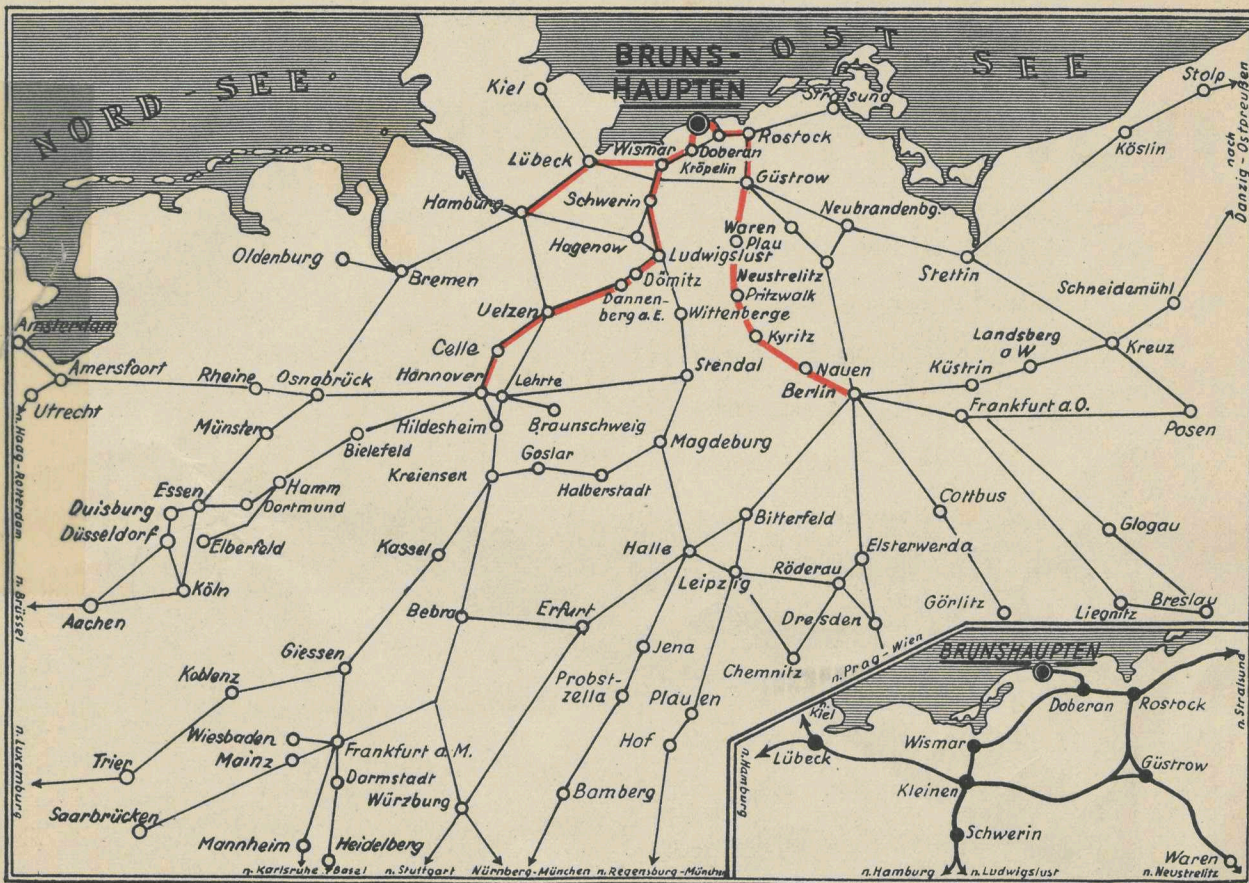 NORD-SEE
OST SEE
BRUNS-
HAUPTEN
Kiel
Stralsund
Stolp
Köslin
Danzig-Ostpreußen
nach
Rostock
Wismar
Doberan
Kröpelin
Lübeck
Güstrow
Schwerin
Hamburg
Neubrandenbg.
Waren
Plau
Hagenow
Ludwigslust
Oldenburg
Bremen
Dömitz
Neustrelitz
Stettin
Dannen-
berg a.E.
Pritzwalk
Schneidemühl
Uelzen
Wittenberge
Kyritz
Amsterdam
Celle
Landsberg
a W
Kreuz
Amersfoort
Rheine
Osnabrück
Hannover
Lehrte
Stendal
Nauen
Küstrin
Berlin
Utrecht
Frankfurt a.O.
Posen
Münster
Bielefeld
Hildesheim
Braunschweig
Magdeburg
n. Haag-Rotterdam
Goslar
Kreiensen
Halberstadt
Essen
Hamm
Dortmund
Cottbus
Duisburg
Düsseldorf
Elberfeld
Bitterfeld
Glogau
Kassel
Halle
Elsterwerda
Köln
Leipzig
Röderau
n. Brüssel
Aachen
Bebra
Erfurt
Görlitz
Liegnitz
Breslau
Dresden
Giessen
Jena
Chemnitz
n. Prag-Wien
Koblenz
Probst-
zella
Plauen
n. Luxemburg
Wiesbaden
Mainz
Frankfurt a.M.
Hof
Trier
Darmstadt
Würzburg
Bamberg
Saarbrücken
Mannheim
Heidelberg
n. Karlsruhe
Basel
n. Stuttgart
Nürnberg-München
n. Regensburg-Münch
BRUNSHAUPTEN
n.
Kiel
Doberan
Rostock
n. Stralsund
Lübeck
Wismar
n. Hamburg
Kleinen
Güstrow
Schwerin
Waren
n. Hamburg
n. Ludwigslust
n. Neustrelitz